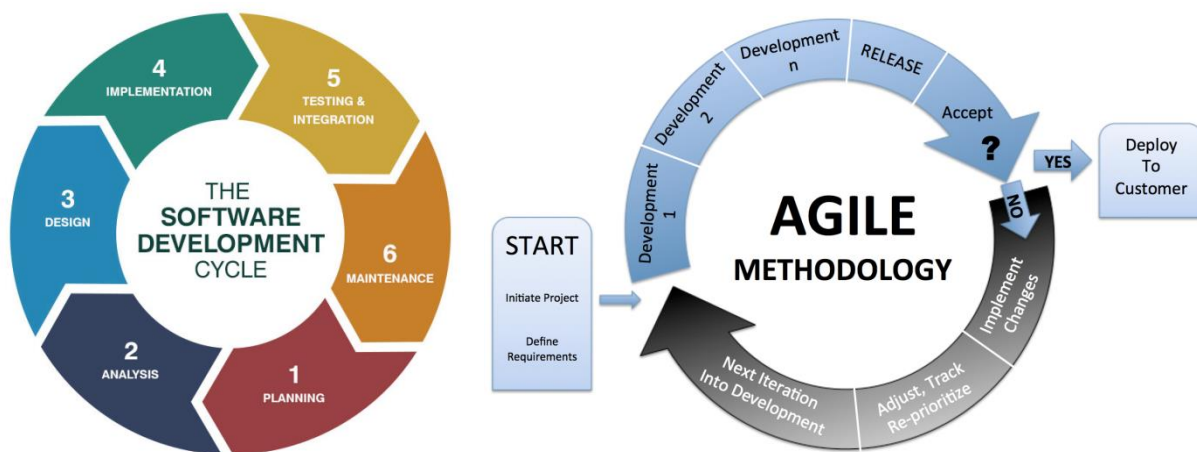 THE
SOFTWARE
DEVELOPMENT
CYCLE
1
PLANNING
2
ANALYSIS
3
DESIGN
4
IMPLEMENTATION
5
TESTING &
INTEGRATION
6
MAINTENANCE
START
Initiate Project
Define
Requirements
AGILE
METHODOLOGY
Development
1
Development
2
Development
n
RELEASE
Accept
?
YES
Deploy
To
Customer
NO
Implement
Changes
Adjust, Track
Re-prioritize
Next Iteration
Into Development